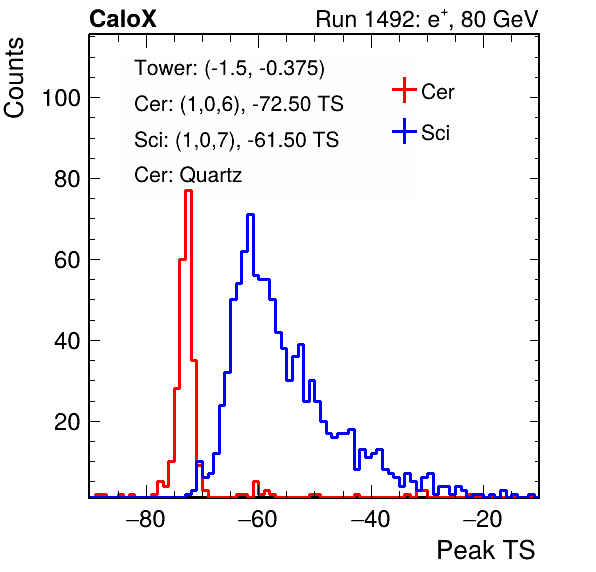 CaloX Run 1492: e⁺, 80 GeV
Counts
Tower: (-1.5, -0.375)
Cer: (1,0,6), -72.50 TS
Sci: (1,0,7), -61.50 TS
Cer: Quartz
Cer
Sci
100
80
60
40
20
−80 −60 −40 −20
Peak TS